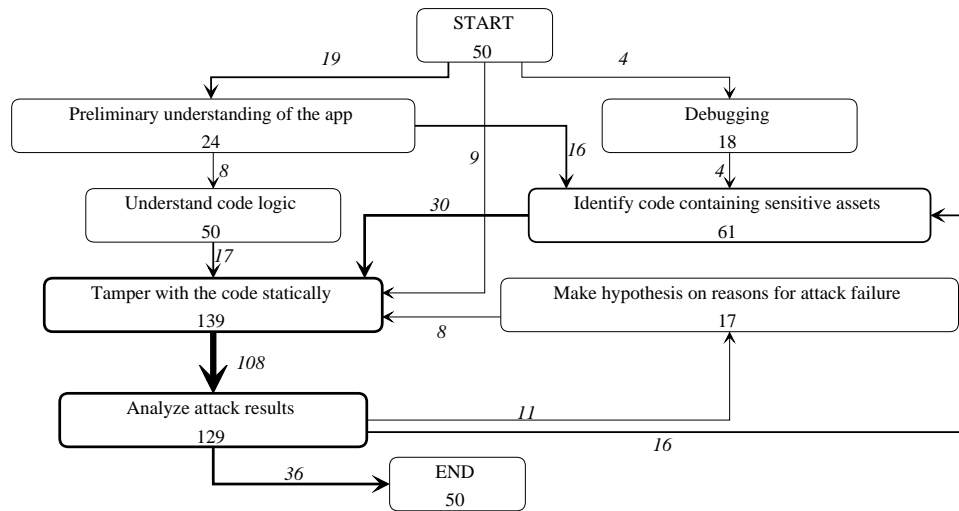 START
50
19
4
Preliminary understanding of the app
24
Debugging
18
8
9
16
4
Understand code logic
50
30
Identify code containing sensitive assets
61
17
Tamper with the code statically
139
Make hypothesis on reasons for attack failure
17
8
108
Analyze attack results
129
11
16
36
END
50